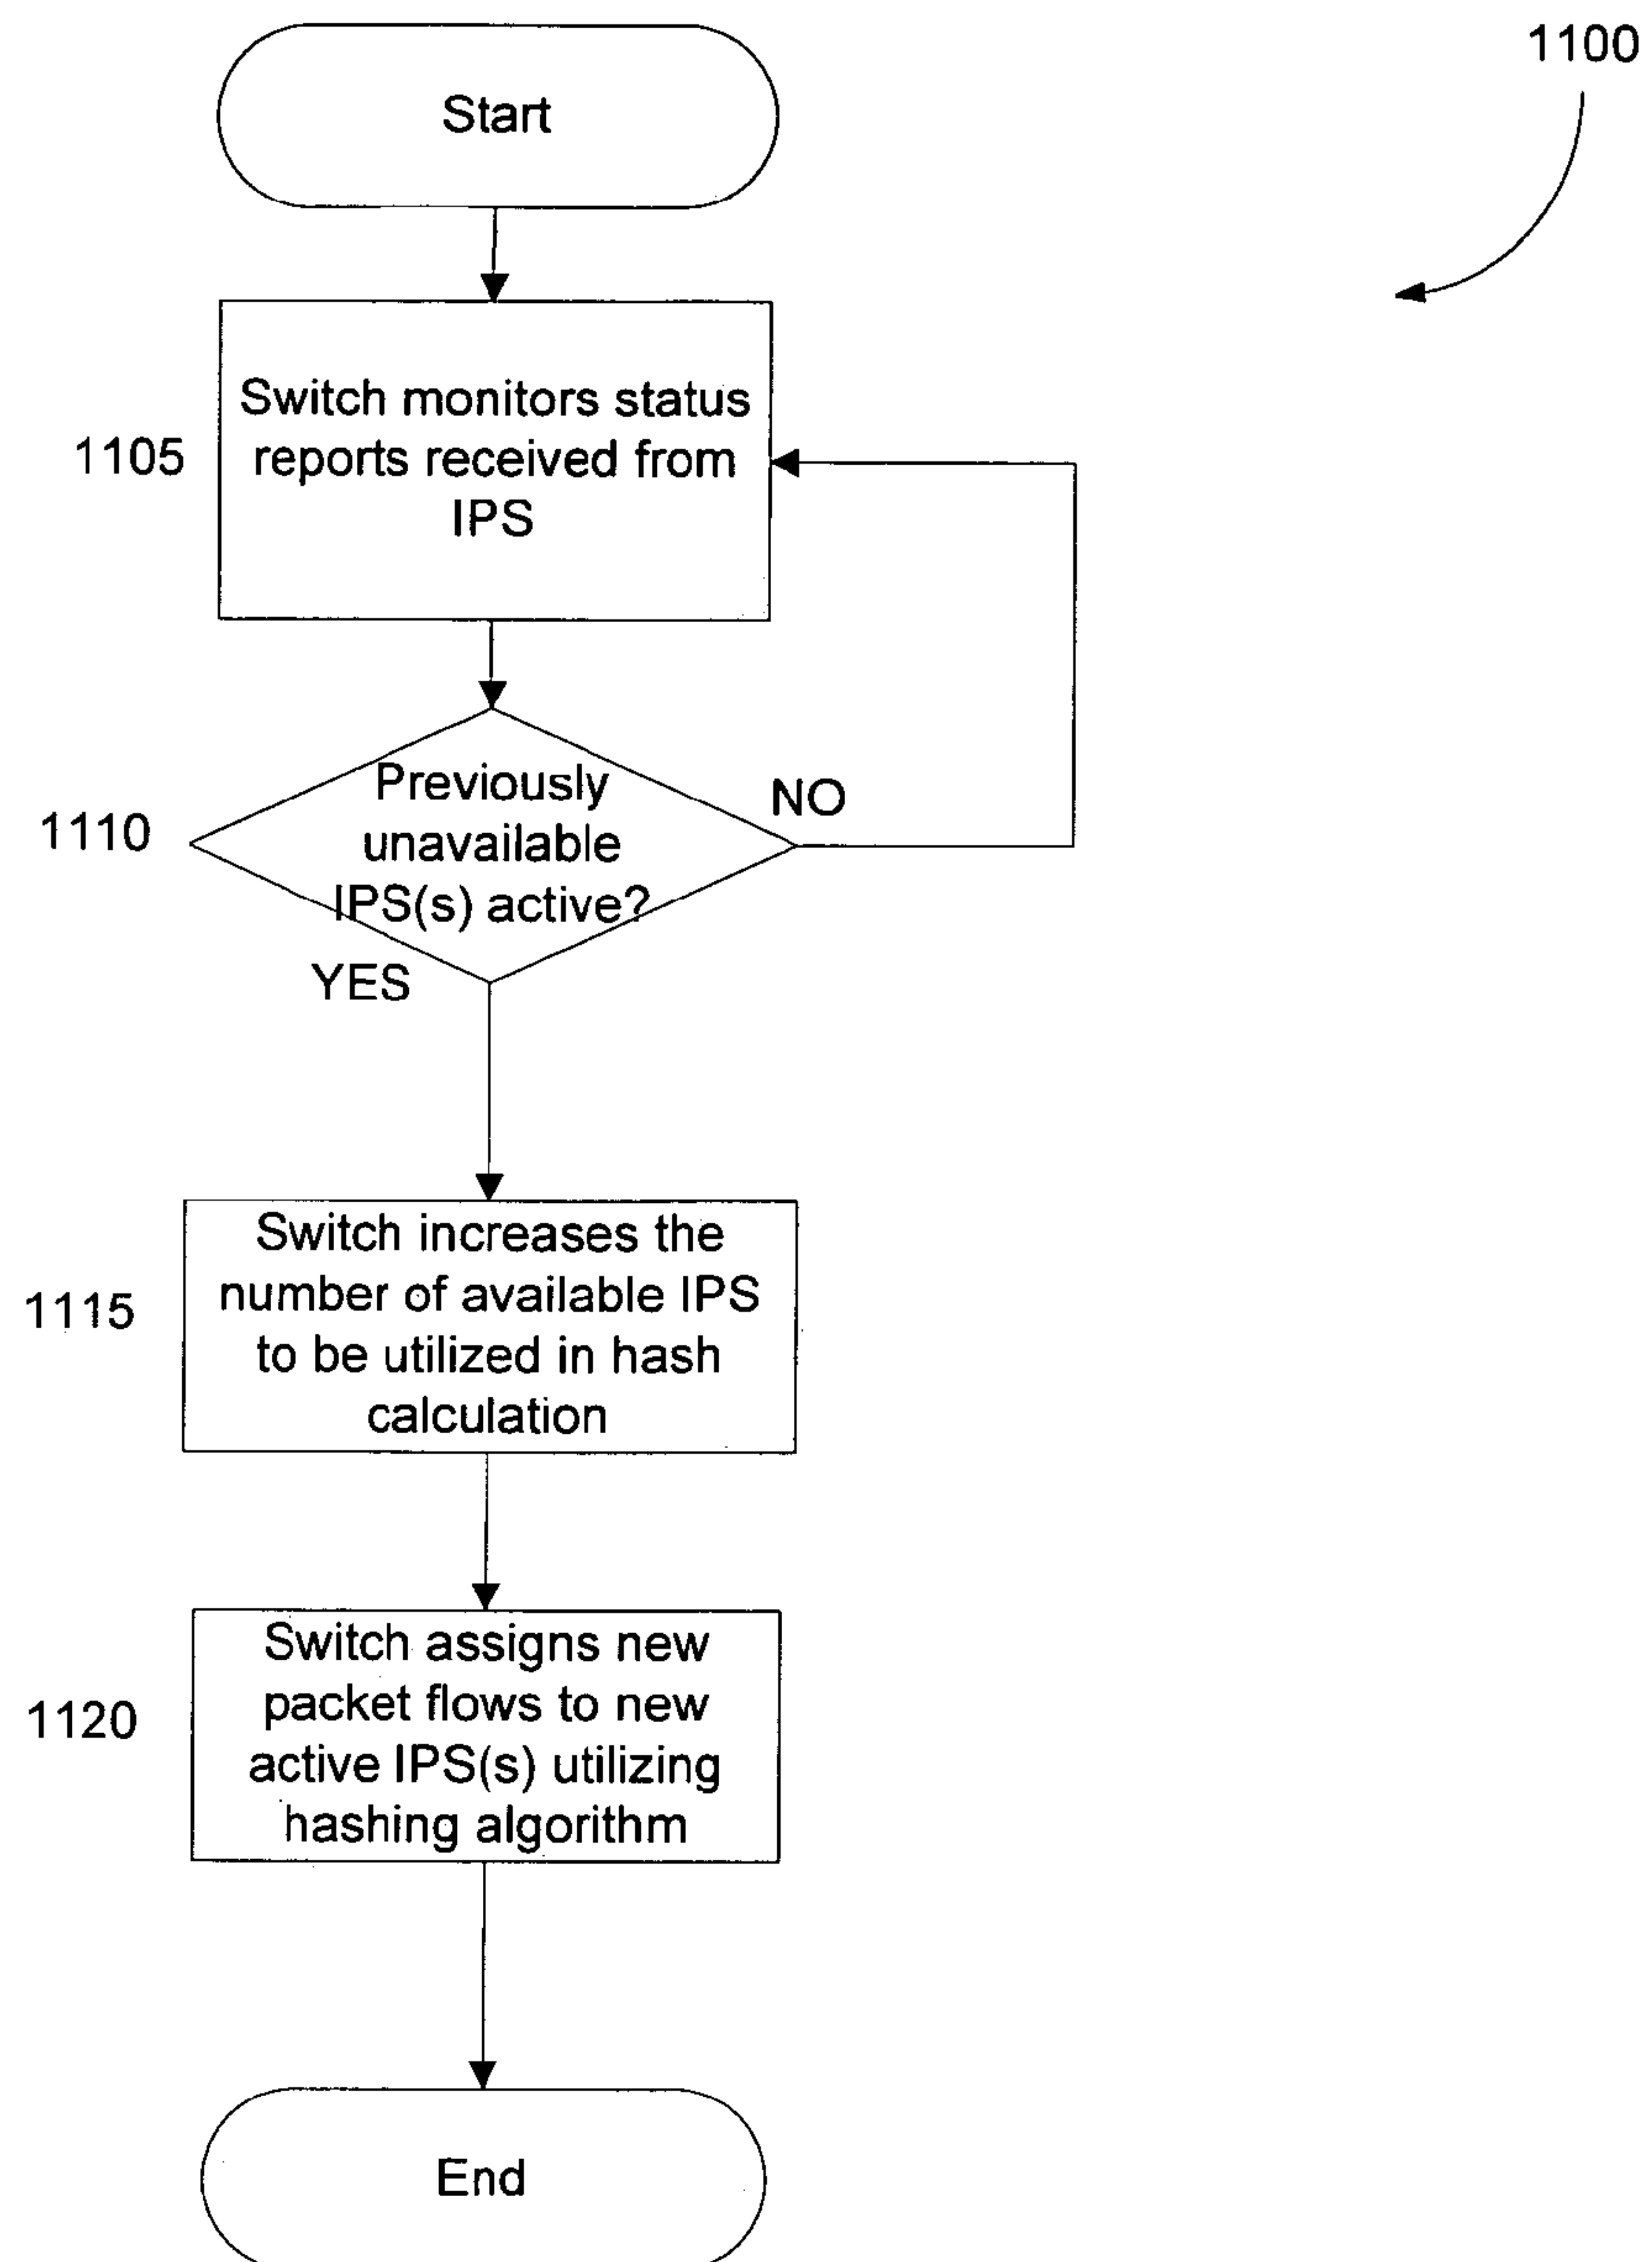 Start
1100
1105
Switch monitors status
reports received from
IPS
1110
Previously
unavailable
IPS(s) active?
NO
YES
1115
Switch increases the
number of available IPS
to be utilized in hash
calculation
1120
Switch assigns new
packet flows to new
active IPS(s) utilizing
hashing algorithm
End